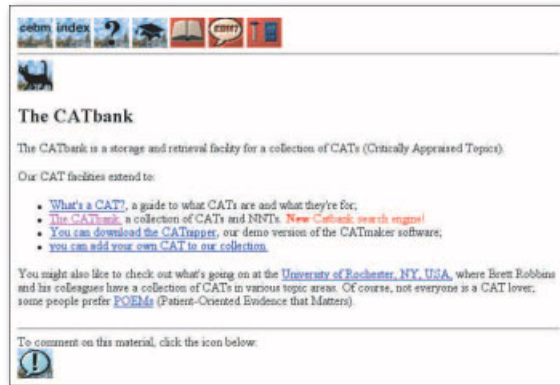 cebm index ? EBM?
The CATbank
The CATbank is a storage and retrieval facility for a collection of CATs (Critically Appraised Topics).
Our CAT facilities extend to:
What's a CAT?, a guide to what CATs are and what they're for;
The CATbank, a collection of CATs and NNTs. New Catbank search engine!
You can download the CATnipper, our demo version of the CATmaker software;
you can add your own CAT to our collection.
You might also like to check out what's going on at the University of Rochester, NY, USA, where Brett Robbins
and his colleagues have a collection of CATs in various topic areas. Of course, not everyone is a CAT lover;
some people prefer POEMs (Patient-Oriented Evidence that Matters).
To comment on this material, click the icon below:
!